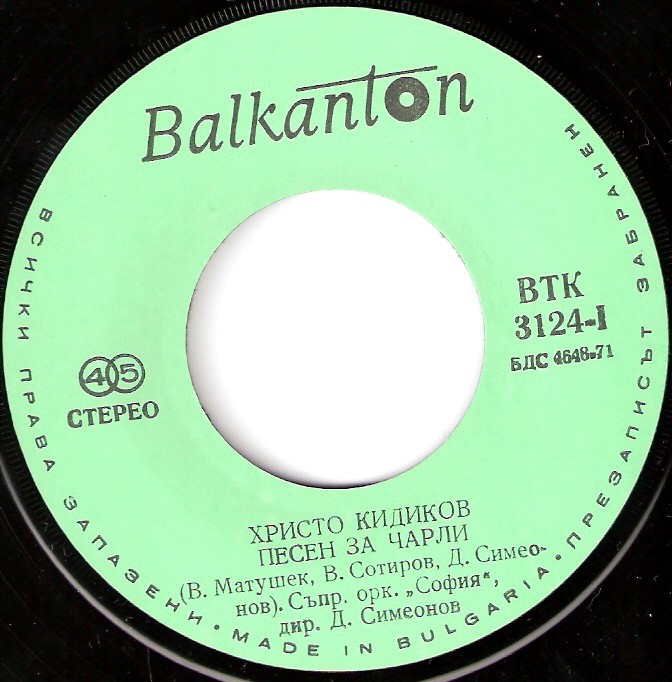 Balkanton
ВТК
3124-I
БДС 4648-71
45
СТЕРЕО
ХРИСТО КИДИКОВ
ПЕСЕН ЗА ЧАРЛИ
(В. Матушек, В. Сотиров, Д. Симео-
нов). Съпр. орк. „София“,
дир. Д. Симеонов
ВСИЧКИ ПРАВА ЗАПАЗЕНИ • MADE IN BULGARIA • ПРЕЗАПИСЪТ ЗАБРАНЕН